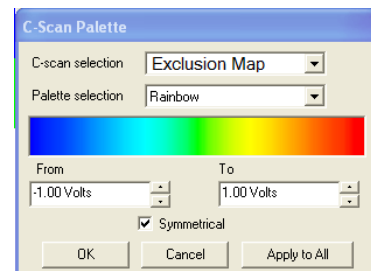 C-Scan Palette
C-scan selection Exclusion Map
Palette selection Rainbow
From To
-1.00 Volts 1.00 Volts
Symmetrical
OK Cancel Apply to All